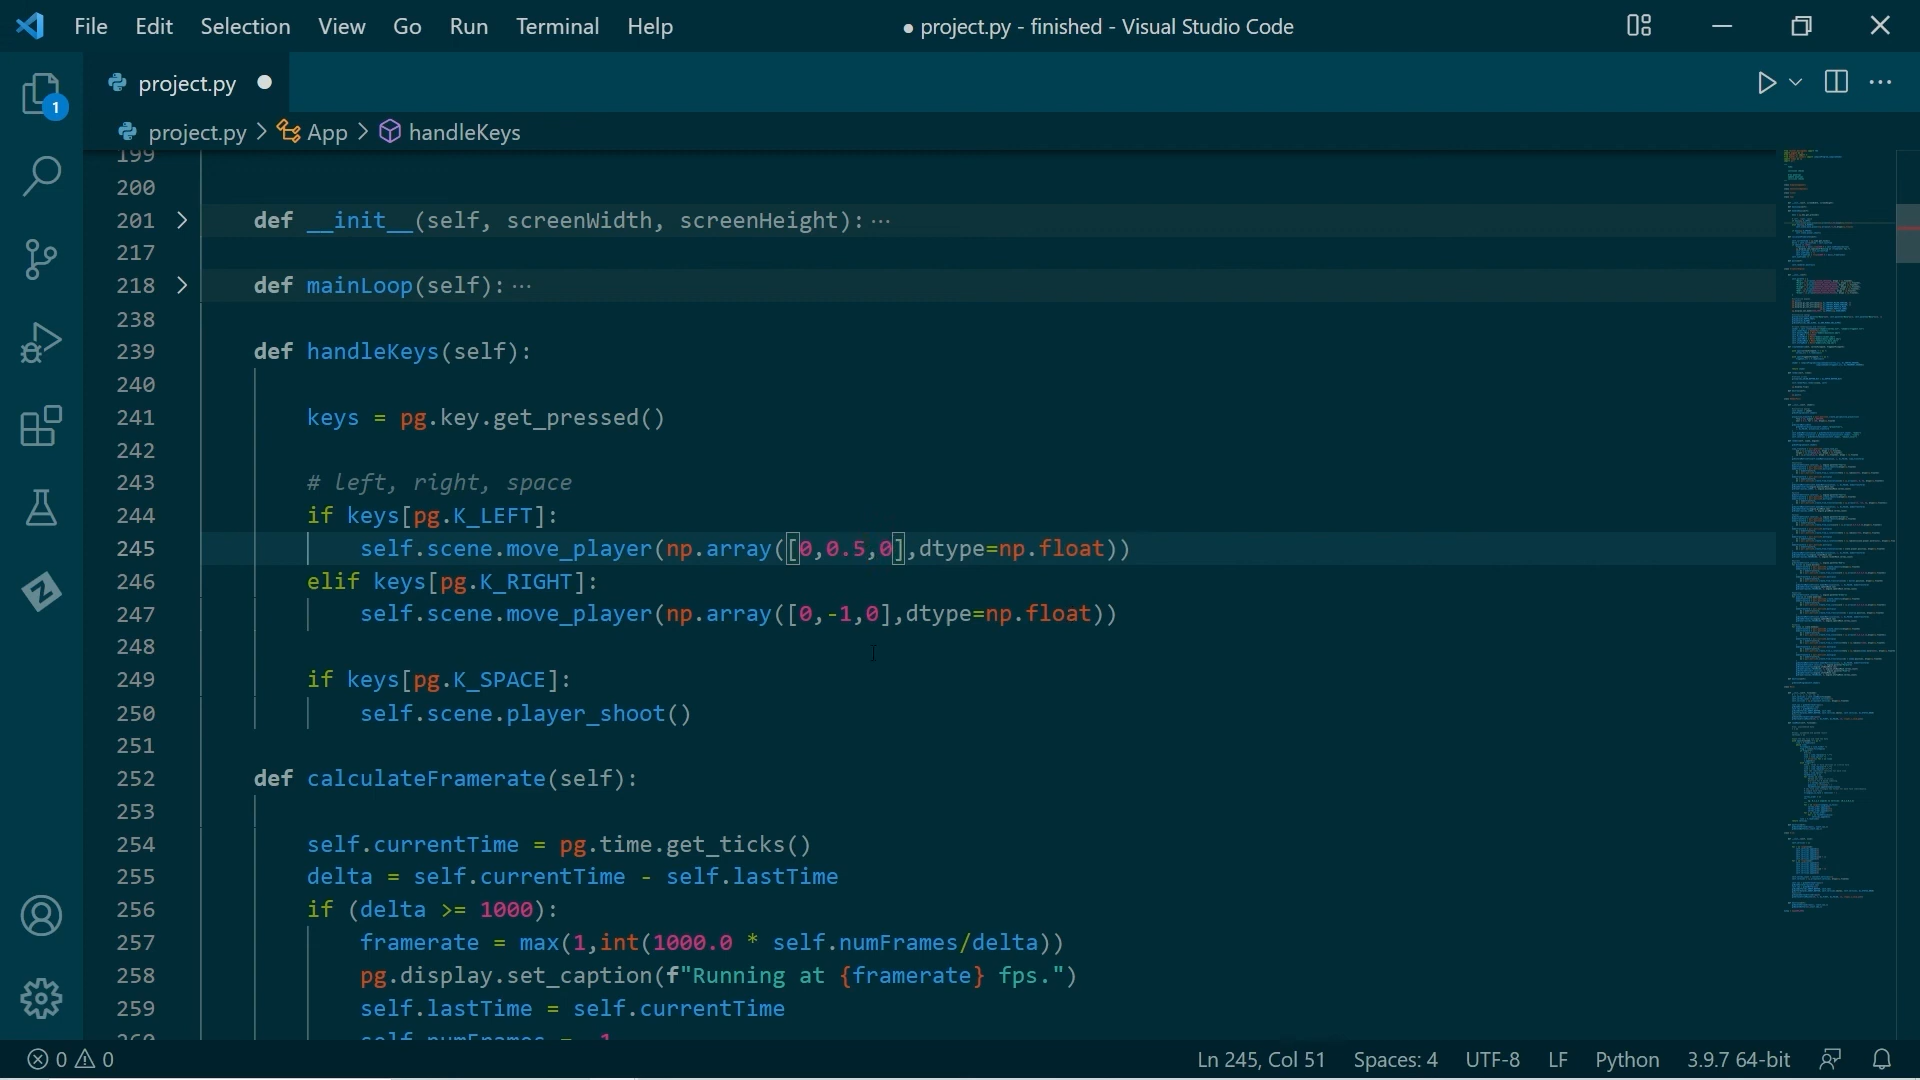 File Edit Selection View Go Run Terminal Help
● project.py - finished - Visual Studio Code
1
project.py ●
project.py > App > handleKeys
199
200
201 > def __init__(self, screenWidth, screenHeight):···
217
218 > def mainLoop(self):···
238
239 def handleKeys(self):
240
241 keys = pg.key.get_pressed()
242
243 # left, right, space
244 if keys[pg.K_LEFT]:
245 self.scene.move_player(np.array([0,0.5,0],dtype=np.float))
246 elif keys[pg.K_RIGHT]:
247 self.scene.move_player(np.array([0,-1,0],dtype=np.float))
248
249 if keys[pg.K_SPACE]:
250 self.scene.player_shoot()
251
252 def calculateFramerate(self):
253
254 self.currentTime = pg.time.get_ticks()
255 delta = self.currentTime - self.lastTime
256 if (delta >= 1000):
257 framerate = max(1,int(1000.0 * self.numFrames/delta))
258 pg.display.set_caption(f"Running at {framerate} fps.")
259 self.lastTime = self.currentTime
260 self.numFrames = -1
0 0 Ln 245, Col 51 Spaces: 4 UTF-8 LF Python 3.9.7 64-bit